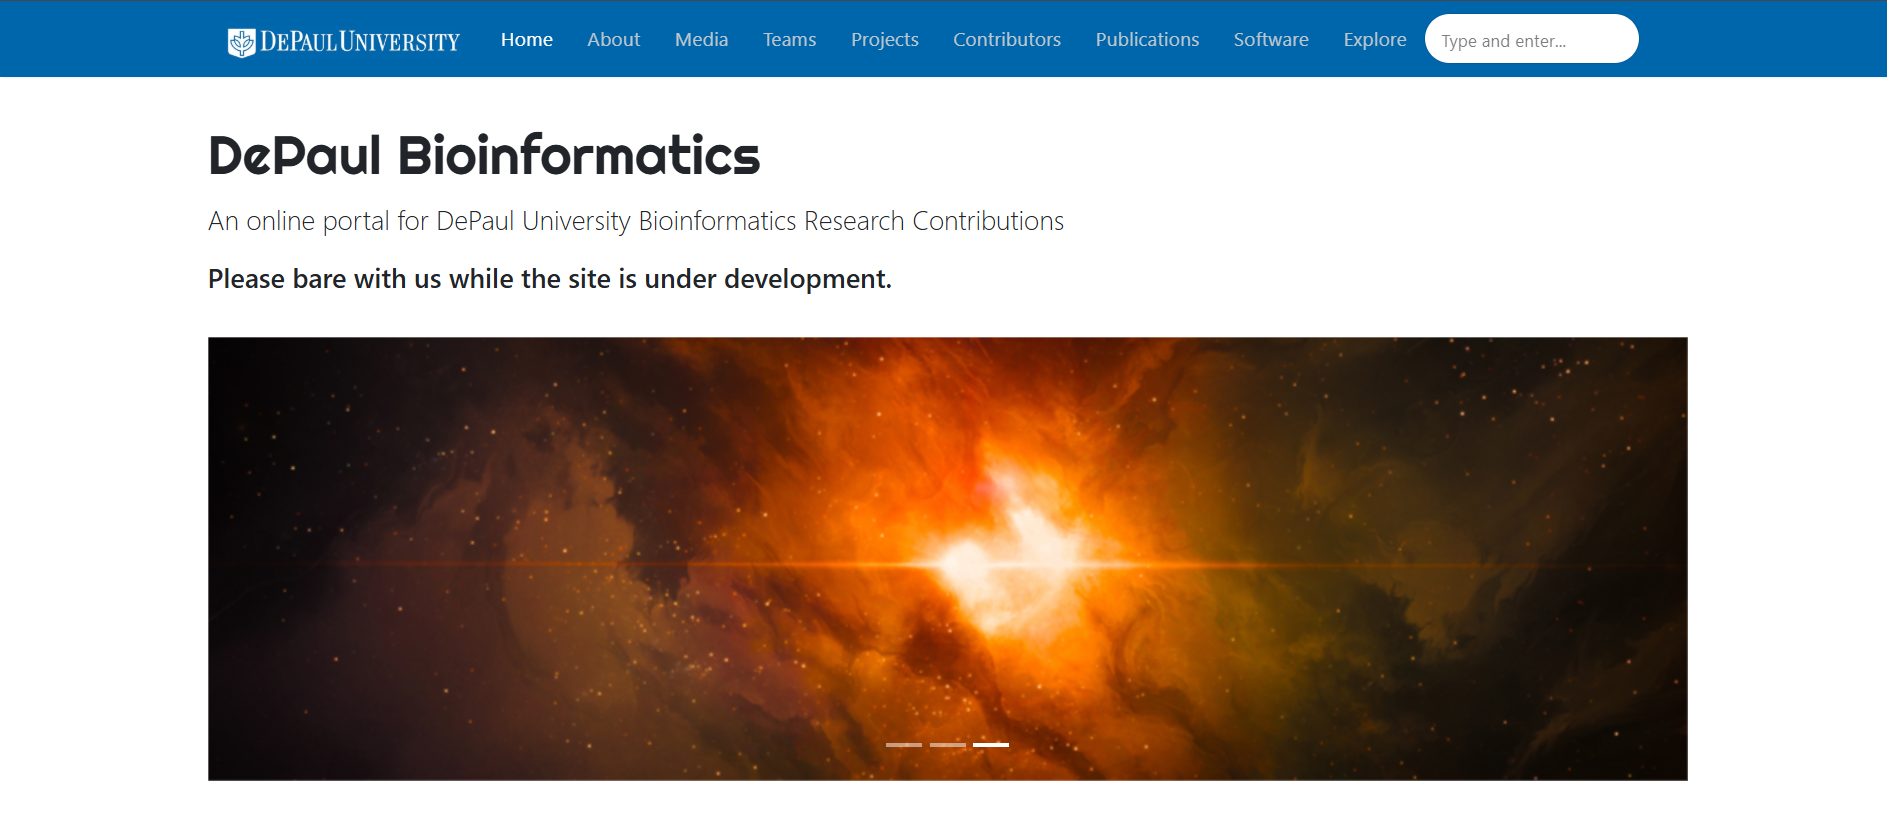 DEPAUL UNIVERSITY Home About Media Teams Projects Contributors Publications Software Explore Type and enter...
DePaul Bioinformatics
An online portal for DePaul University Bioinformatics Research Contributions
Please bare with us while the site is under development.